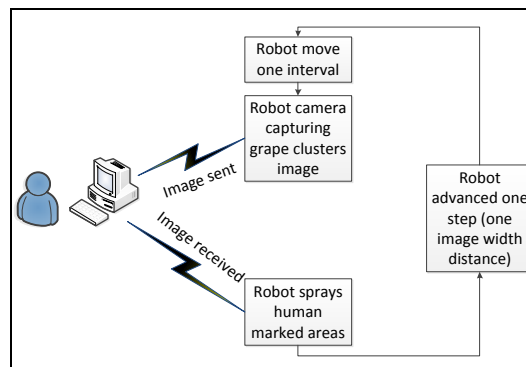 Robot move
one interval
Robot camera
capturing
grape clusters
image
Image sent
Robot
advanced one
step (one
image width
distance)
Image received
Robot sprays
human
marked areas